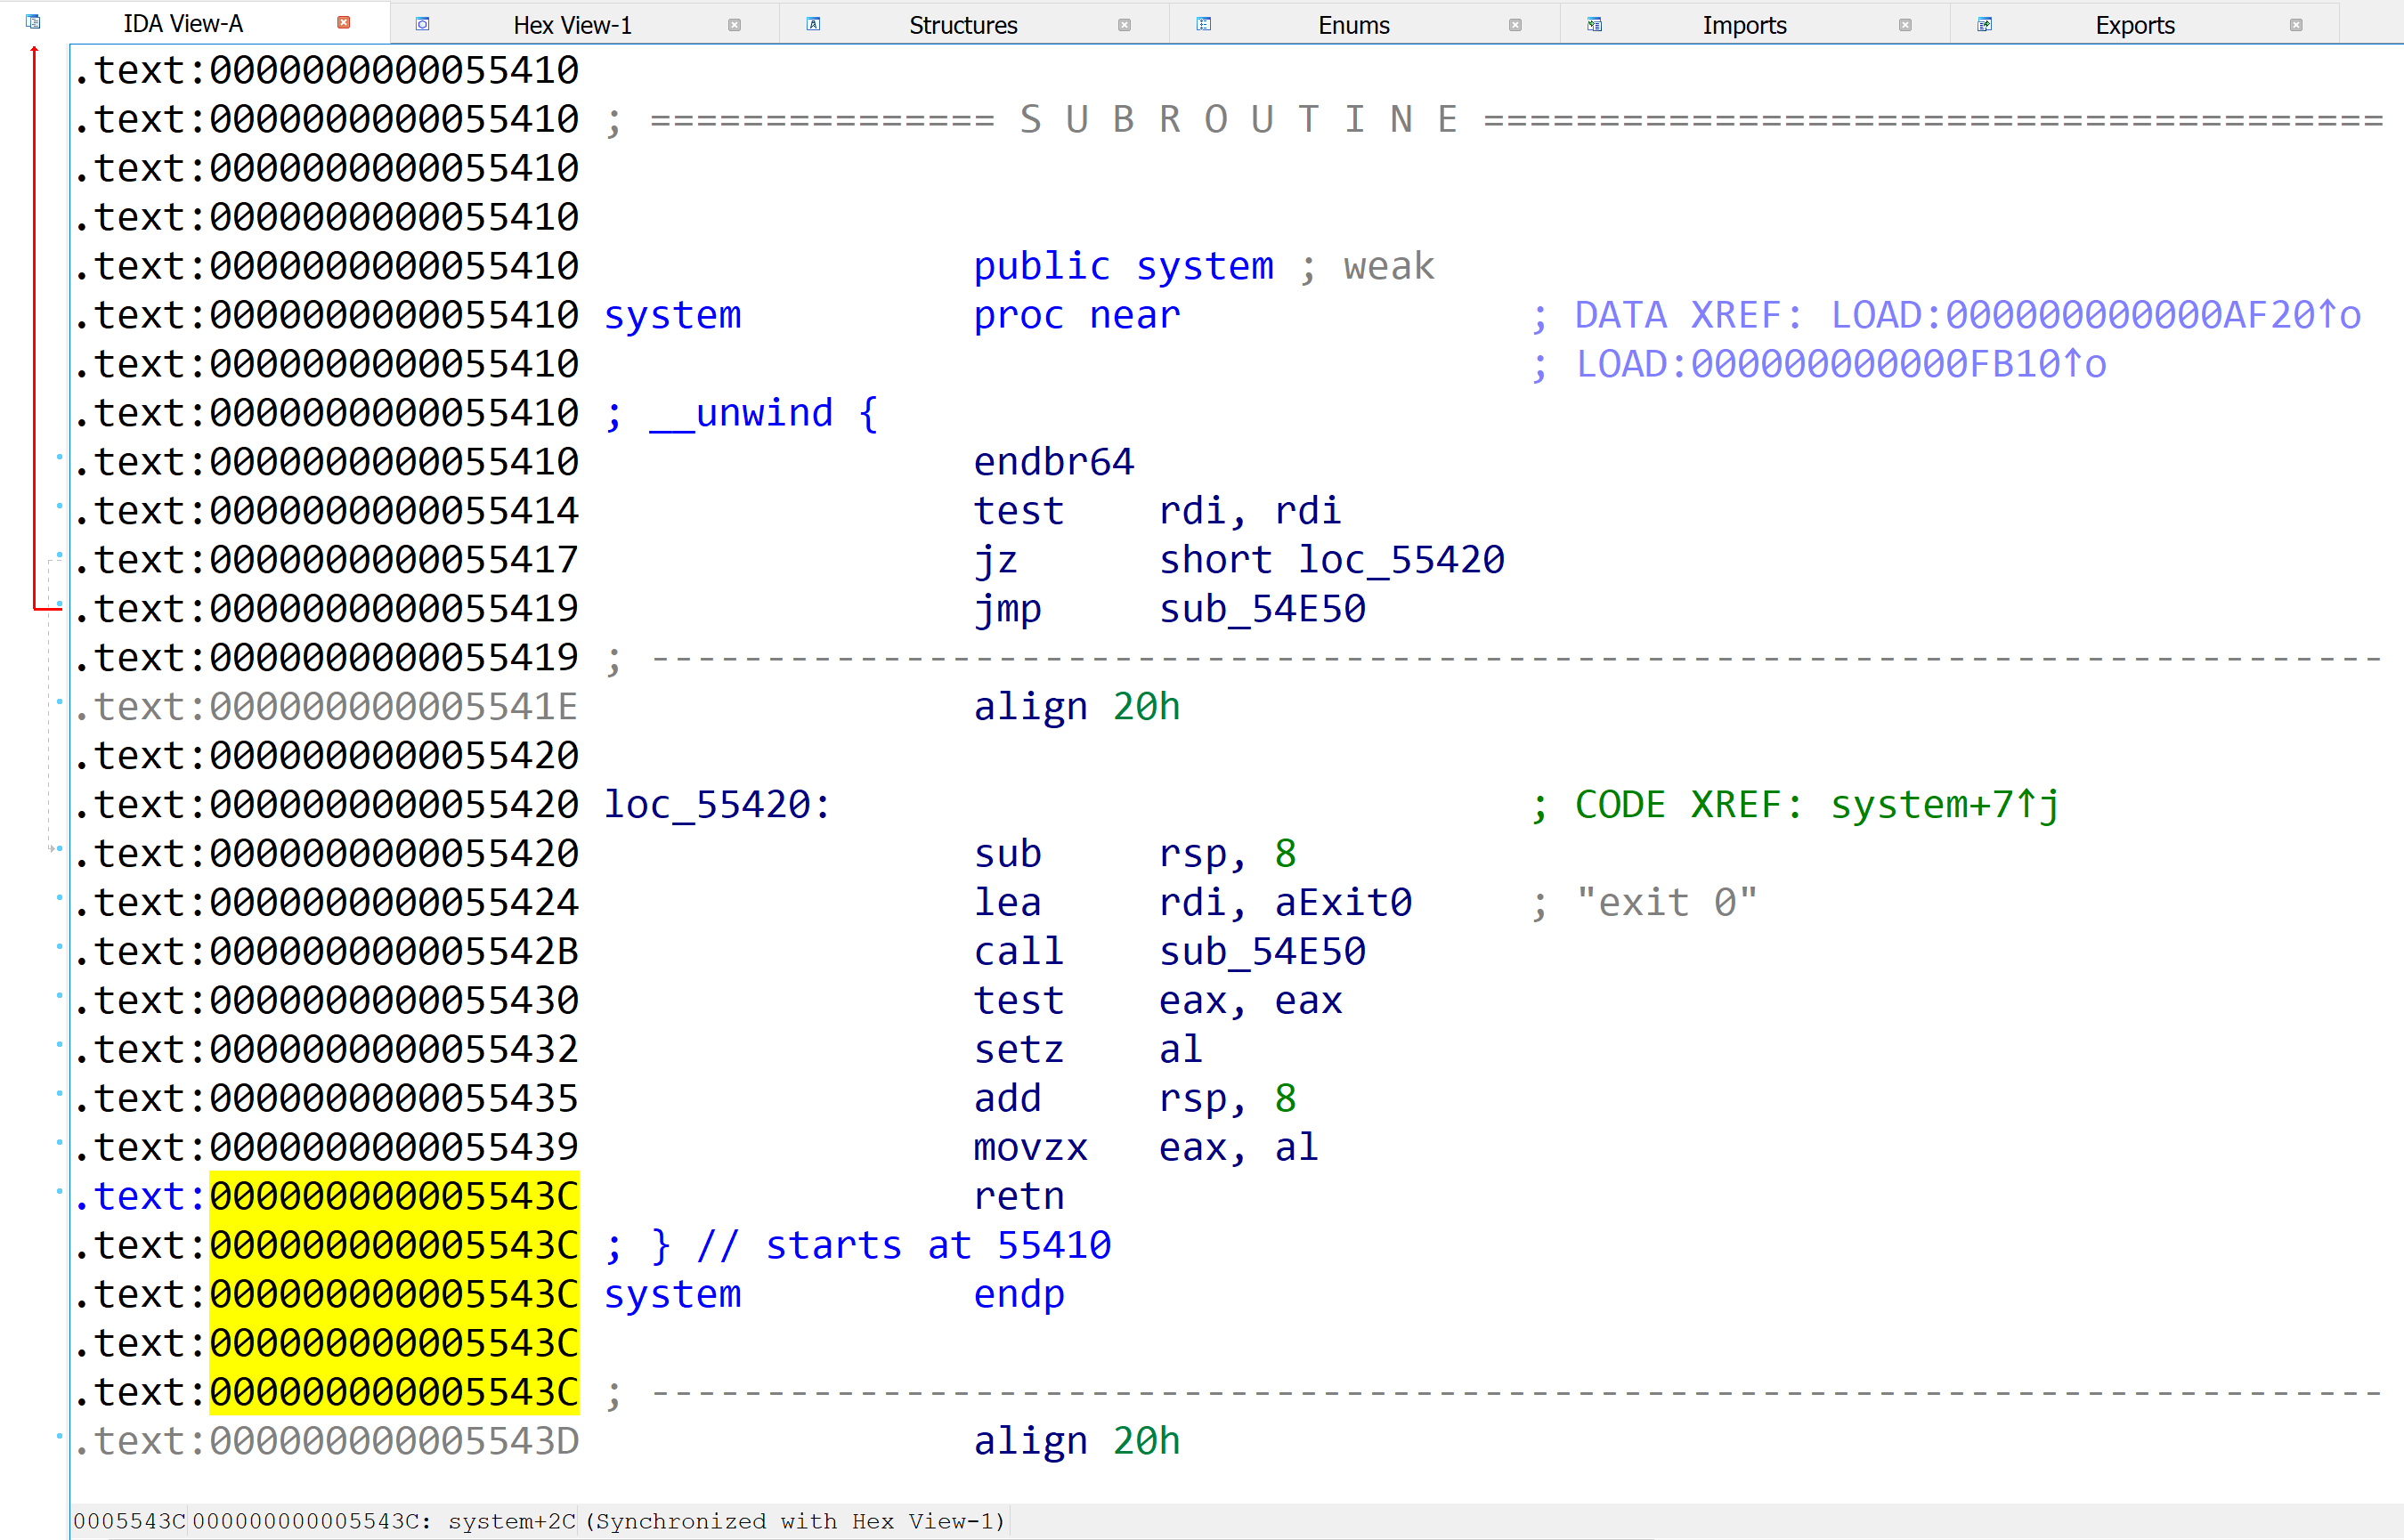 IDA View-A Hex View-1 Structures Enums Imports Exports
.text:0000000000055410
.text:0000000000055410 ; =============== S U B R O U T I N E =======================================
.text:0000000000055410
.text:0000000000055410
.text:0000000000055410 public system ; weak
.text:0000000000055410 system proc near ; DATA XREF: LOAD:000000000000AF20↑o
.text:0000000000055410 ; LOAD:000000000000FB10↑o
.text:0000000000055410 ; __unwind {
.text:0000000000055410 endbr64
.text:0000000000055414 test rdi, rdi
.text:0000000000055417 jz short loc_55420
.text:0000000000055419 jmp sub_54E50
.text:0000000000055419 ; ---------------------------------------------------------------------------
.text:000000000005541E align 20h
.text:0000000000055420
.text:0000000000055420 loc_55420: ; CODE XREF: system+7↑j
.text:0000000000055420 sub rsp, 8
.text:0000000000055424 lea rdi, aExit0 ; "exit 0"
.text:000000000005542B call sub_54E50
.text:0000000000055430 test eax, eax
.text:0000000000055432 setz al
.text:0000000000055435 add rsp, 8
.text:0000000000055439 movzx eax, al
.text:000000000005543C retn
.text:000000000005543C ; } // starts at 55410
.text:000000000005543C system endp
.text:000000000005543C
.text:000000000005543C ; ---------------------------------------------------------------------------
.text:000000000005543D align 20h
0005543C 000000000005543C: system+2C (Synchronized with Hex View-1)